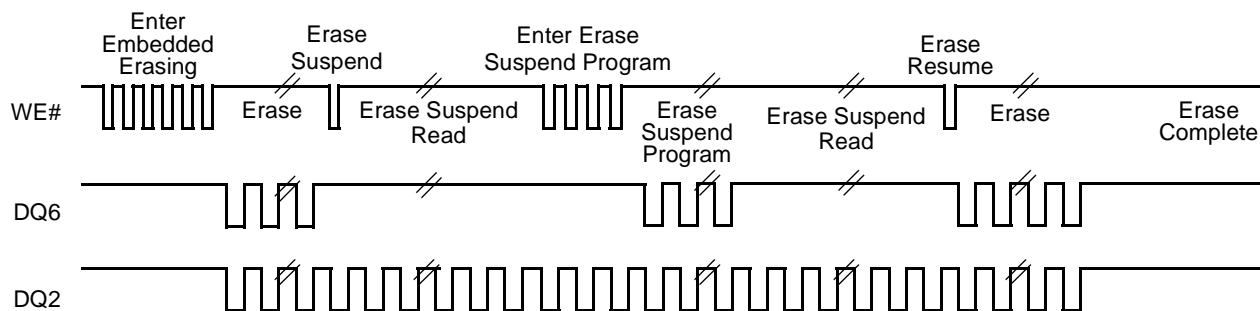 Enter
Embedded
Erasing
Erase
Suspend
Enter Erase
Suspend Program
Erase
Resume
WE#
Erase
Erase Suspend
Read
Erase
Suspend
Program
Erase Suspend
Read
Erase
Erase
Complete
DQ6
DQ2